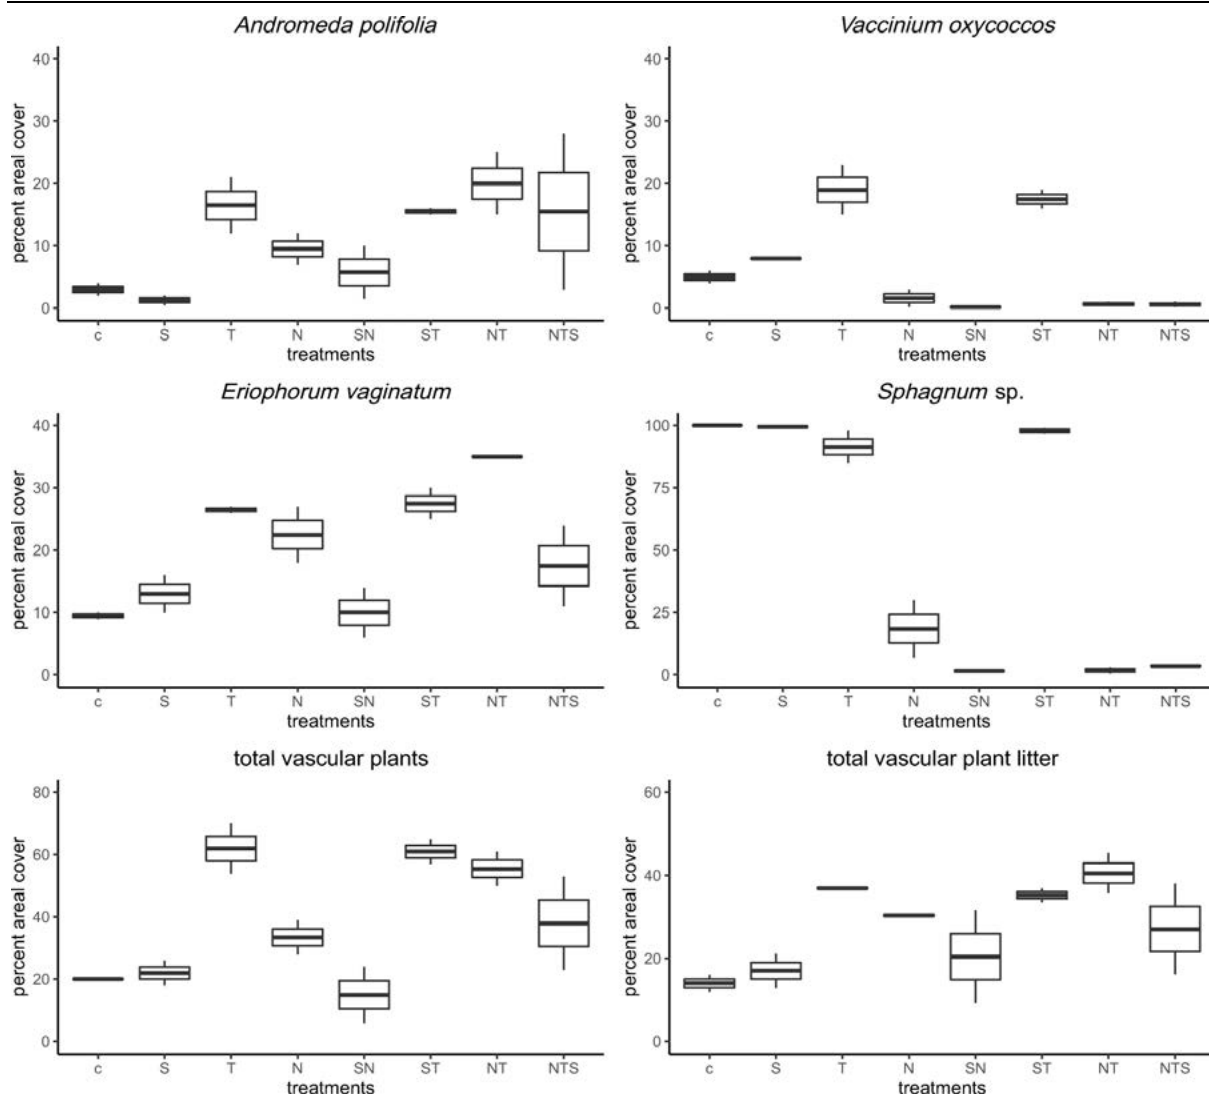 Andromeda polifolia
percent areal cover
40
30
20
10
0
c S T N SN ST NT NTS
treatments
Vaccinium oxycoccos
percent areal cover
40
30
20
10
0
c S T N SN ST NT NTS
treatments
Eriophorum vaginatum
percent areal cover
40
30
20
10
0
c S T N SN ST NT NTS
treatments
Sphagnum sp.
percent areal cover
100
75
50
25
0
c S T N SN ST NT NTS
treatments
total vascular plants
percent areal cover
80
60
40
20
0
c S T N SN ST NT NTS
treatments
total vascular plant litter
percent areal cover
60
40
20
0
c S T N SN ST NT NTS
treatments